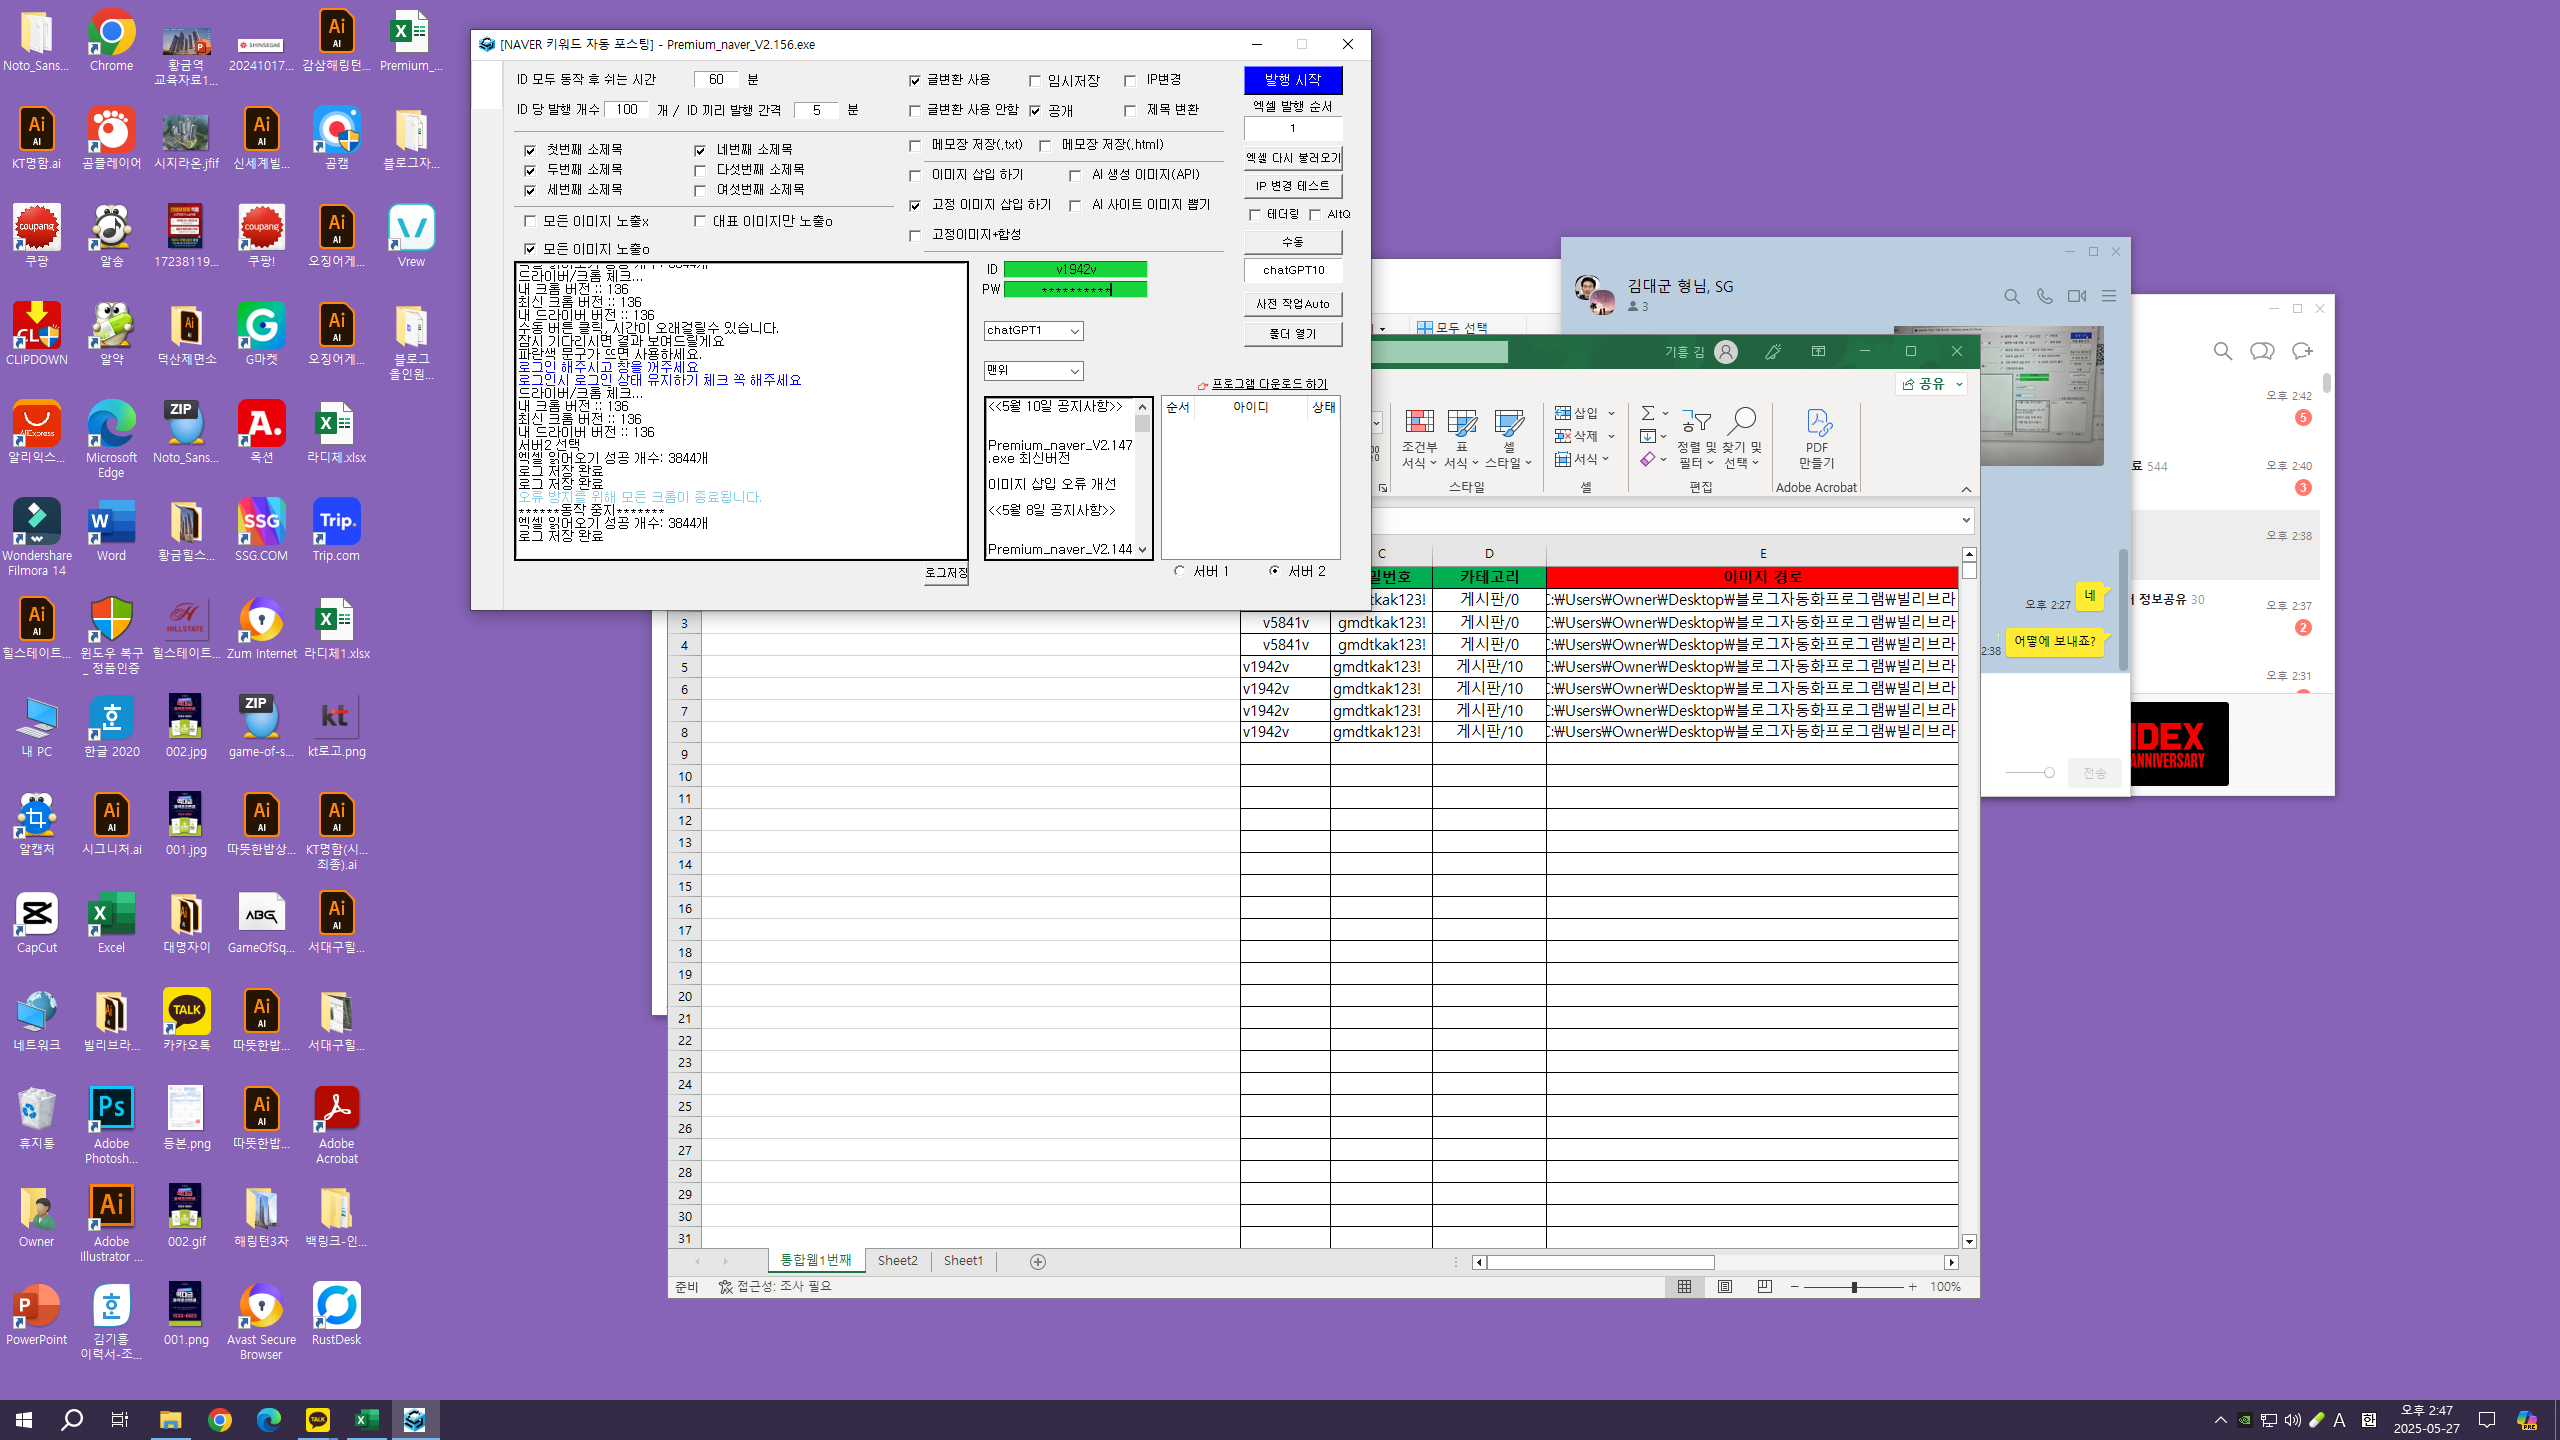 Noto_Sans...
Chrome
황금역
교육자료1...
SHINSEGAE
20241017...
감삼해링턴...
Premium_...
KT명함.ai
곰플레이어
시지라온.jfif
신세계빌...
곰캠
블로그자...
쿠팡
알송
17238119...
쿠팡!
오징어게...
Vrew
CLIPDOWN
알약
덕산제면소
G마켓
오징어게...
블로그
올인원...
알리익스...
Microsoft
Edge
Noto_Sans...
옥션
라디체.xlsx
Wondershare
Filmora 14
Word
황금힐스...
SSG.COM
Trip.com
힐스테이트...
윈도우 복구
_ 정품인증
힐스테이트...
Zum Internet
라디체1.xlsx
내 PC
한글 2020
002.jpg
game-of-s...
kt로고.png
알캡처
시그니처.ai
001.jpg
따뜻한밥상...
KT명함(시...
최종).ai
CapCut
Excel
대명자이
GameOfSq...
서대구힐...
네트워크
빌리브라...
카카오톡
따뜻한밥...
서대구힐...
휴지통
Adobe
Photosh...
등본.png
따뜻한밥...
Adobe
Acrobat
Owner
Adobe
Illustrator ...
002.gif
해링턴3차
백링크-인...
PowerPoint
김기흥
이력서-조...
001.png
Avast Secure
Browser
RustDesk
[NAVER 키워드 자동 포스팅] - Premium_naver_V2.156.exe
ID 모두 동작 후 쉬는 시간 60 분
ID 당 발행 개수 100 개 / ID 끼리 발행 간격 5 분
글변환 사용 임시저장 IP변경
글변환 사용 안함 공개 제목 변환
발행 시작
엑셀 발행 순서
1
엑셀 다시 불러오기
IP 변경 테스트
테더링 AltQ
수동
chatGPT10
사전 작업Auto
폴더 열기
첫번째 소제목 네번째 소제목
두번째 소제목 다섯번째 소제목
세번째 소제목 여섯번째 소제목
모든 이미지 노출x 대표 이미지만 노출o
모든 이미지 노출o
메모장 저장(.txt) 메모장 저장(.html)
이미지 삽입 하기 AI 생성 이미지(API)
고정 이미지 삽입 하기 AI 사이트 이미지 뽑기
고정이미지+합성
드라이버/크롬 체크...
내 크롬 버전 :: 136
최신 크롬 버전 :: 136
내 드라이버 버전 :: 136
수동 버튼 클릭, 시간이 오래걸릴수 있습니다.
잠시 기다리시면 결과 보여드릴게요
파란색 문구가 뜨면 사용하세요.
로그인 해주시고 창을 꺼주세요
로그인시 로그인 상태 유지하기 체크 꼭 해주세요
드라이버/크롬 체크...
내 크롬 버전 :: 136
최신 크롬 버전 :: 136
내 드라이버 버전 :: 136
서버2 선택
엑셀 읽어오기 성공 개수: 3844개
로그 저장 완료
로그 저장 완료
오류 방지를 위해 모든 크롬이 종료됩니다.
******동작 중지*******
엑셀 읽어오기 성공 개수: 3844개
로그 저장 완료
로그저장
ID v1942v
PW **********
chatGPT1
맨위
프로그램 다운로드 하기
<<5월 10일 공지사항>>
Premium_naver_V2.147
.exe 최신버전
이미지 삽입 오류 개선
<<5월 8일 공지사항>>
Premium_naver_V2.144
순서 아이디 상태
서버 1 서버 2
모두 선택
기흥 김
공유
조건부
서식
표
서식
셀
스타일
스타일
삽입
삭제
서식
셀
정렬 및
필터
찾기 및
선택
편집
PDF
만들기
Adobe Acrobat
C D E
밀번호 카테고리 이미지 경로
tkak123! 게시판/0 C:\Users\Owner\Desktop\블로그자동화프로그램\빌리브라
3 v5841v gmdtkak123! 게시판/0 C:\Users\Owner\Desktop\블로그자동화프로그램\빌리브라
4 v5841v gmdtkak123! 게시판/0 C:\Users\Owner\Desktop\블로그자동화프로그램\빌리브라
5 v1942v gmdtkak123! 게시판/10 C:\Users\Owner\Desktop\블로그자동화프로그램\빌리브라
6 v1942v gmdtkak123! 게시판/10 C:\Users\Owner\Desktop\블로그자동화프로그램\빌리브라
7 v1942v gmdtkak123! 게시판/10 C:\Users\Owner\Desktop\블로그자동화프로그램\빌리브라
8 v1942v gmdtkak123! 게시판/10 C:\Users\Owner\Desktop\블로그자동화프로그램\빌리브라
9
10
11
12
13
14
15
16
17
18
19
20
21
22
23
24
25
26
27
28
29
30
31
통합웰1번째 Sheet2 Sheet1
준비 접근성: 조사 필요 100%
김대군 형님, SG
3
오후 2:27 네
1
2:38 어떻에 보내죠?
전송
오후 2:42
5
료 544 오후 2:40
3
오후 2:38
정보공유 30 오후 2:37
2
오후 2:31
IDEX
ANNIVERSARY
A 한
오후 2:47
2025-05-27